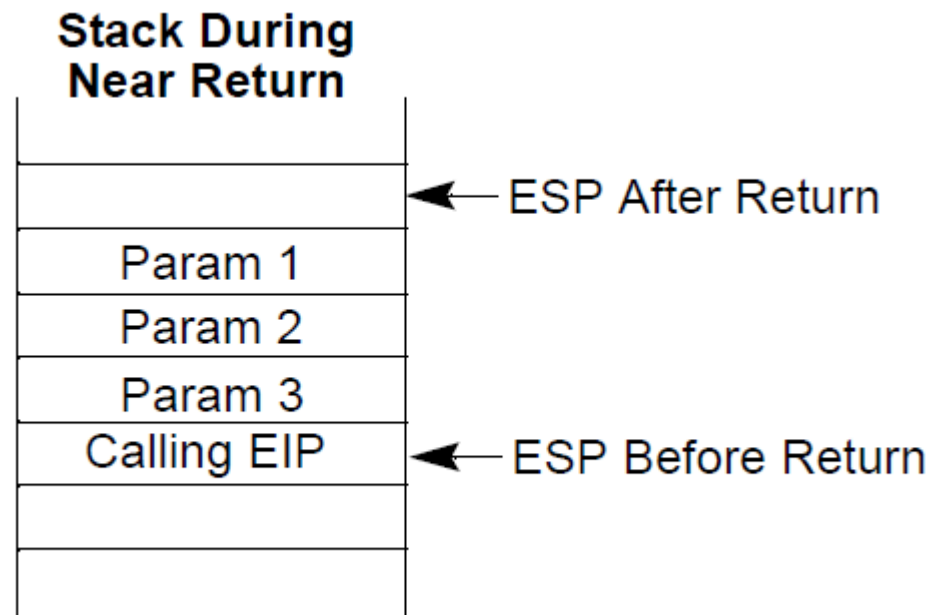 Stack During
Near Return
ESP After Return
Param 1
Param 2
Param 3
Calling EIP
ESP Before Return